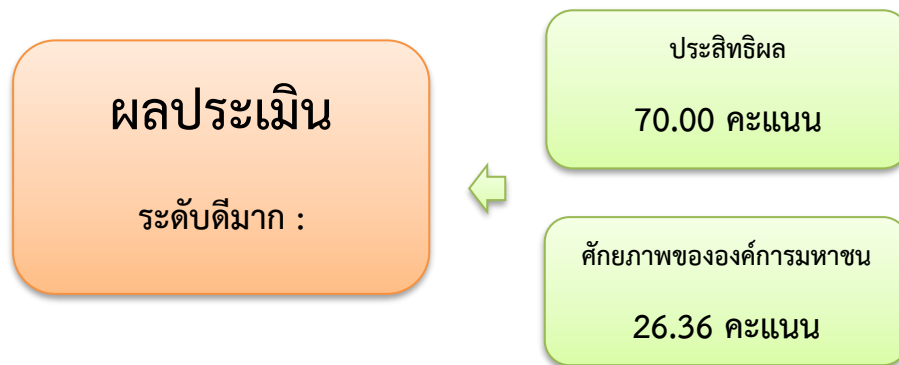 ผลประเมิน
ระดับดีมาก :
ประสิทธิผล
70.00 คะแนน
ศักยภาพขององค์การมหาชน
26.36 คะแนน